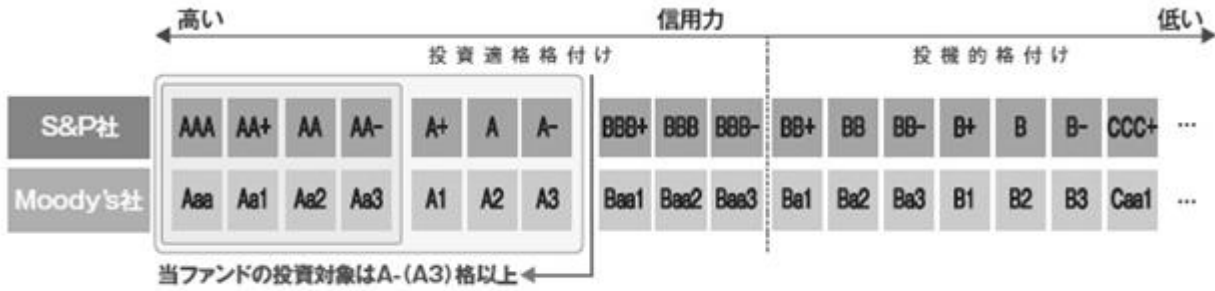 高い 信用力 低い
投資適格格付け 投機的格付け
S&P社 AAA AA+ AA AA- A+ A A- BBB+ BBB BBB- BB+ BB BB- B+ B B- CCC+ …
Moody's社 Aaa Aa1 Aa2 Aa3 A1 A2 A3 Baa1 Baa2 Baa3 Ba1 Ba2 Ba3 B1 B2 B3 Caa1 …
当ファンドの投資対象はA-(A3)格以上